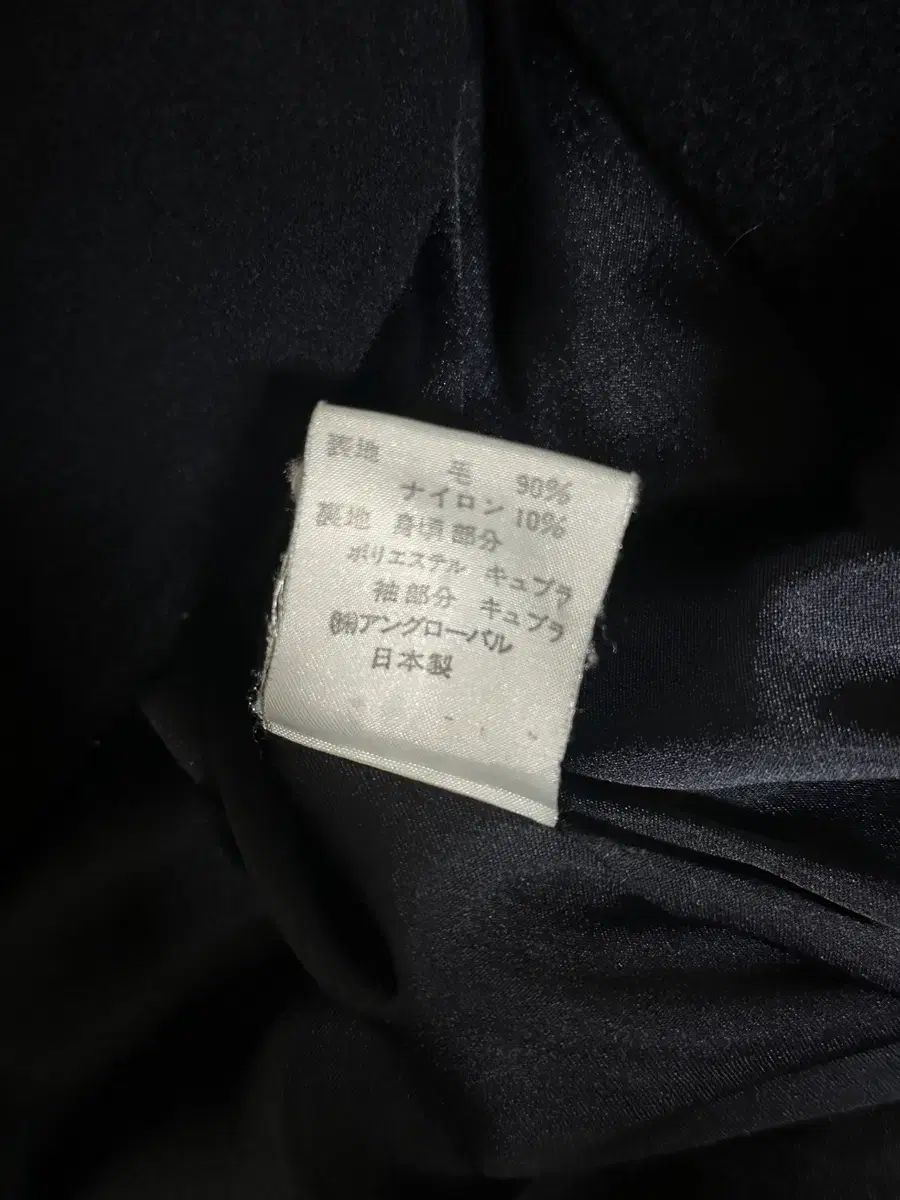 表地 毛 90%
ナイロン 10%
裏地 身頃部分
ポリエステル キュプラ
袖部分 キュプラ
㈱アングローバル
日本製